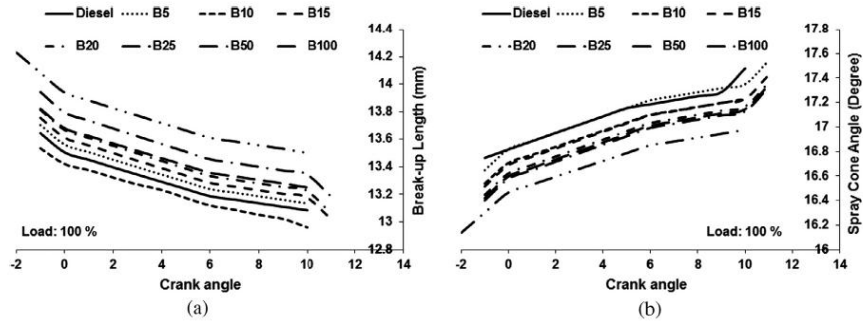 Diesel B5 B10 B15
B20 B25 B50 B100
14.4
14.2
14
13.8
13.6
13.4
13.2
13
12.8
Break-up Length (mm)
Load: 100 %
-2 0 2 4 6 8 10 12 14
Crank angle
(a)
Diesel B5 B10 B15
B20 B25 B50 B100
17.8
17.6
17.4
17.2
17
16.8
16.6
16.4
16.2
16
Spray Cone Angle (Degree)
Load: 100 %
-2 0 2 4 6 8 10 12 14
Crank angle
(b)